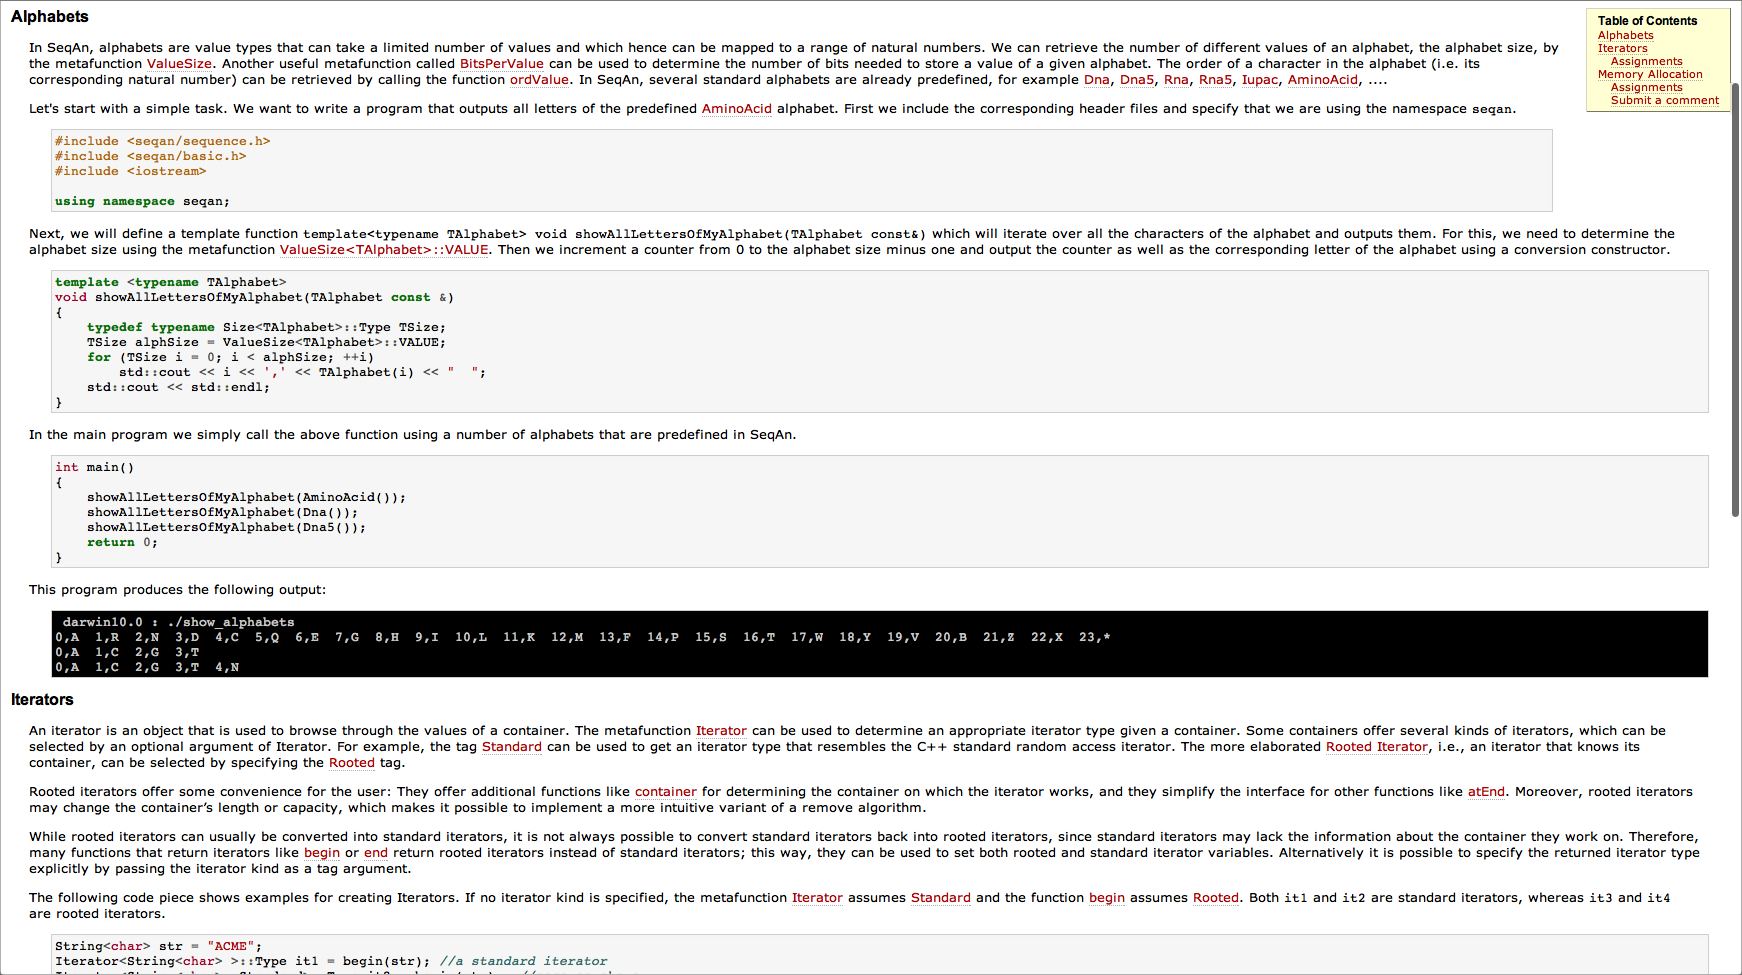 Alphabets
In SeqAn, alphabets are value types that can take a limited number of values and which hence can be mapped to a range of natural numbers. We can retrieve the number of different values of an alphabet, the alphabet size, by
the metafunction ValueSize. Another useful metafunction called BitsPerValue can be used to determine the number of bits needed to store a value of a given alphabet. The order of a character in the alphabet (i.e. its
corresponding natural number) can be retrieved by calling the function ordValue. In SeqAn, several standard alphabets are already predefined, for example Dna, Dna5, Rna, Rna5, Iupac, AminoAcid, ....
Let's start with a simple task. We want to write a program that outputs all letters of the predefined AminoAcid alphabet. First we include the corresponding header files and specify that we are using the namespace seqan.
Table of Contents
Alphabets
Iterators
Assignments
Memory Allocation
Assignments
Submit a comment
#include <seqan/sequence.h>
#include <seqan/basic.h>
#include <iostream>
using namespace seqan;
Next, we will define a template function template<typename TAlphabet> void showAllLettersOfMyAlphabet(TAlphabet const&) which will iterate over all the characters of the alphabet and outputs them. For this, we need to determine the
alphabet size using the metafunction ValueSize<TAlphabet>::VALUE. Then we increment a counter from 0 to the alphabet size minus one and output the counter as well as the corresponding letter of the alphabet using a conversion constructor.
template <typename TAlphabet>
void showAllLettersOfMyAlphabet(TAlphabet const &)
{
    typedef typename Size<TAlphabet>::Type TSize;
    TSize alphSize = ValueSize<TAlphabet>::VALUE;
    for (TSize i = 0; i < alphSize; ++i)
        std::cout << i << ',' << TAlphabet(i) << "  ";
    std::cout << std::endl;
}
In the main program we simply call the above function using a number of alphabets that are predefined in SeqAn.
int main()
{
    showAllLettersOfMyAlphabet(AminoAcid());
    showAllLettersOfMyAlphabet(Dna());
    showAllLettersOfMyAlphabet(Dna5());
    return 0;
}
This program produces the following output:
darwin10.0 : ./show_alphabets
0,A  1,R  2,N  3,D  4,C  5,Q  6,E  7,G  8,H  9,I  10,L  11,K  12,M  13,F  14,P  15,S  16,T  17,W  18,Y  19,V  20,B  21,Z  22,X  23,*
0,A  1,C  2,G  3,T
0,A  1,C  2,G  3,T  4,N
Iterators
An iterator is an object that is used to browse through the values of a container. The metafunction Iterator can be used to determine an appropriate iterator type given a container. Some containers offer several kinds of iterators, which can be
selected by an optional argument of Iterator. For example, the tag Standard can be used to get an iterator type that resembles the C++ standard random access iterator. The more elaborated Rooted Iterator, i.e., an iterator that knows its
container, can be selected by specifying the Rooted tag.
Rooted iterators offer some convenience for the user: They offer additional functions like container for determining the container on which the iterator works, and they simplify the interface for other functions like atEnd. Moreover, rooted iterators
may change the container's length or capacity, which makes it possible to implement a more intuitive variant of a remove algorithm.
While rooted iterators can usually be converted into standard iterators, it is not always possible to convert standard iterators back into rooted iterators, since standard iterators may lack the information about the container they work on. Therefore,
many functions that return iterators like begin or end return rooted iterators instead of standard iterators; this way, they can be used to set both rooted and standard iterator variables. Alternatively it is possible to specify the returned iterator type
explicitly by passing the iterator kind as a tag argument.
The following code piece shows examples for creating Iterators. If no iterator kind is specified, the metafunction Iterator assumes Standard and the function begin assumes Rooted. Both it1 and it2 are standard iterators, whereas it3 and it4
are rooted iterators.
String<char> str = "ACME";
Iterator<String<char> >::Type it1 = begin(str); //a standard iterator